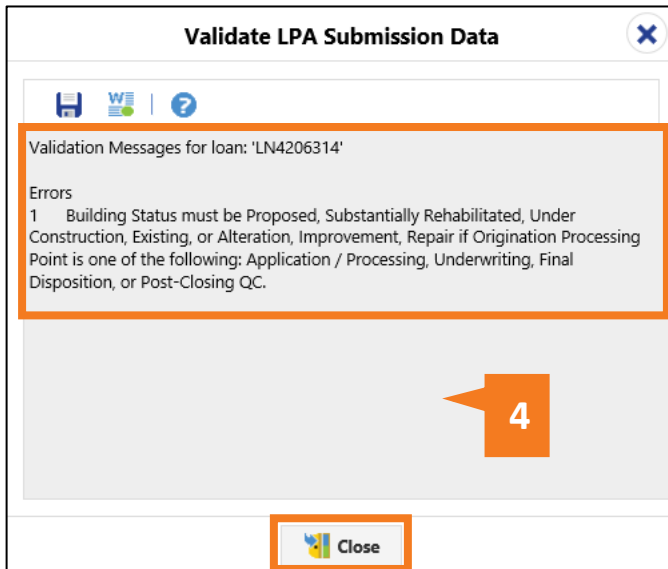 Validate LPA Submission Data
Validation Messages for loan: 'LN4206314'
Errors
1 Building Status must be Proposed, Substantially Rehabilitated, Under
Construction, Existing, or Alteration, Improvement, Repair if Origination Processing
Point is one of the following: Application / Processing, Underwriting, Final
Disposition, or Post-Closing QC.
4
Close